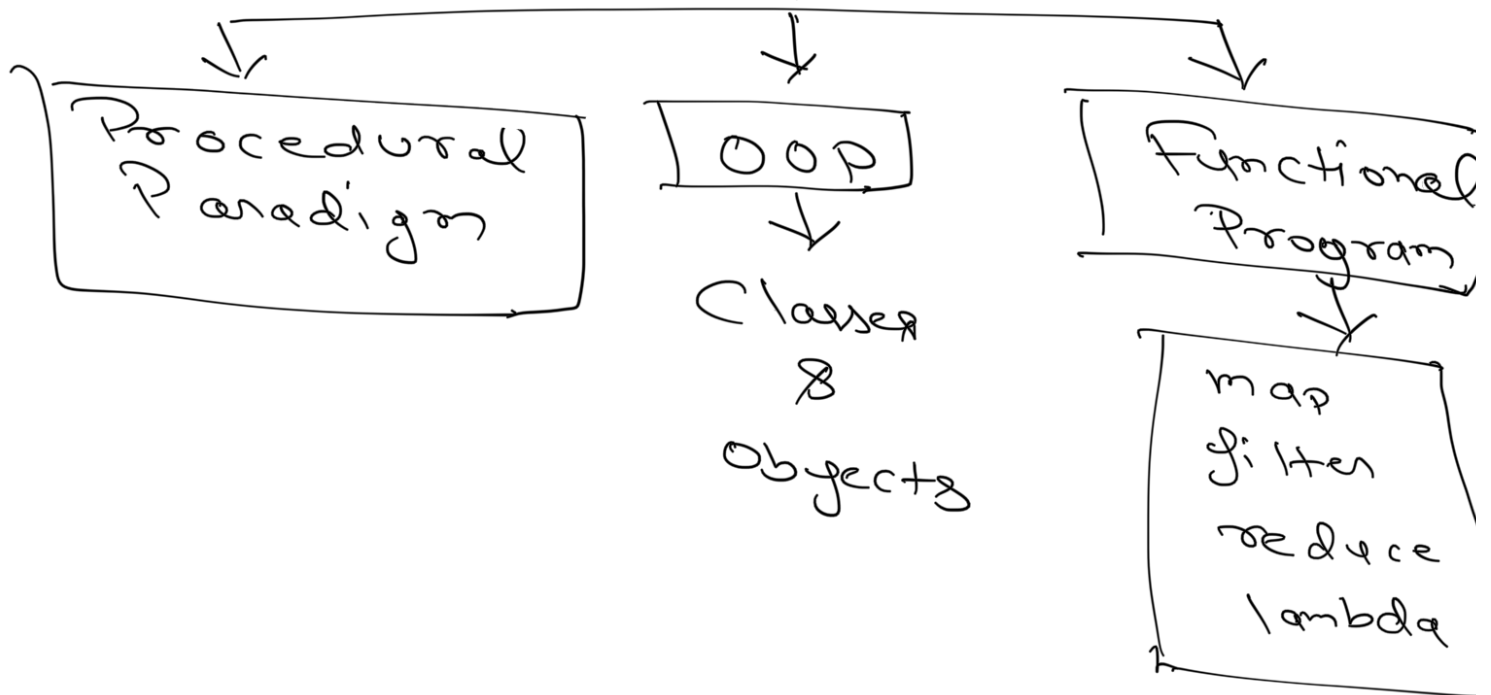 Procedural
Paradigm
OOP
Classes
&
Objects
Functional
Program
map
filter
reduce
lambda